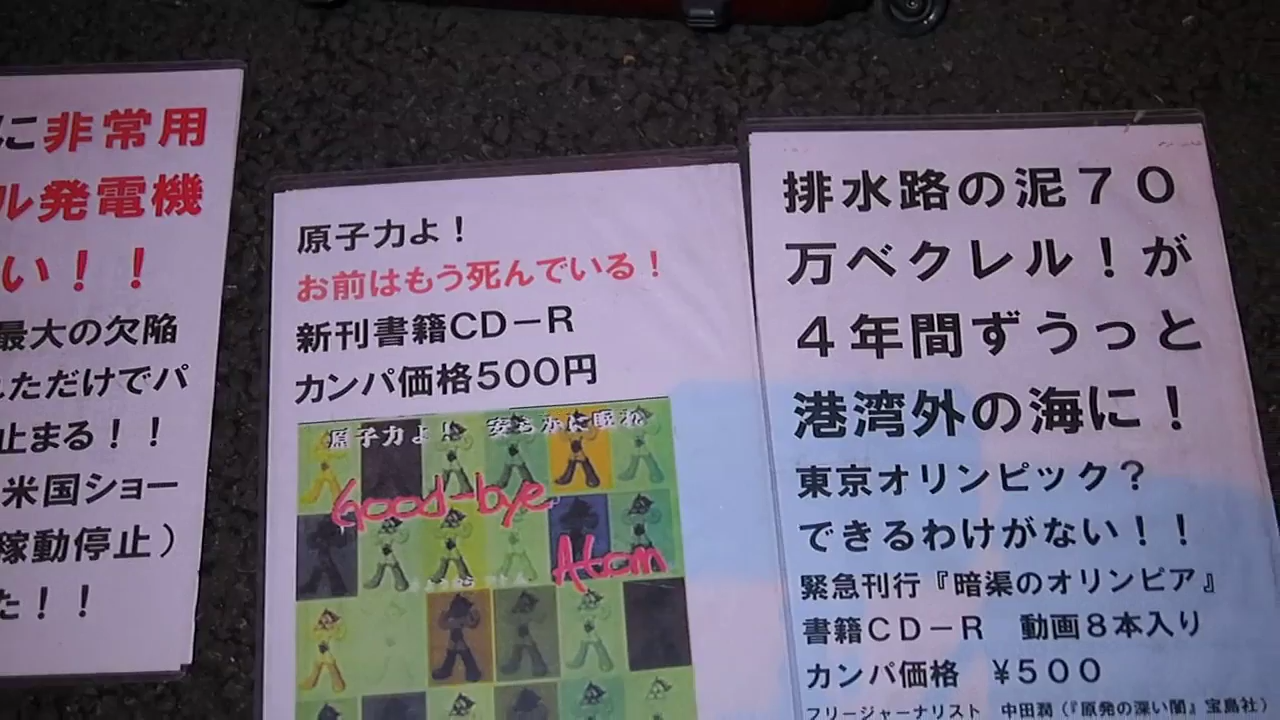 に非常用
ル発電機
い！！
最大の欠陥
ただけでパ
止まる！！
米国ショー
稼動停止）
た！！
原子力よ！
お前はもう死んでいる！
新刊書籍CD－R
カンパ価格500円
原子力よ！
Good-bye
Atom
排水路の泥７０
万ベクレル！が
４年間ずうっと
港湾外の海に！
東京オリンピック？
できるわけがない！！
緊急刊行『暗渠のオリンピア』
書籍CD－R　動画８本入り
カンパ価格　￥５００
フリージャーナリスト　中田潤（『原発の深い闇』宝島社）